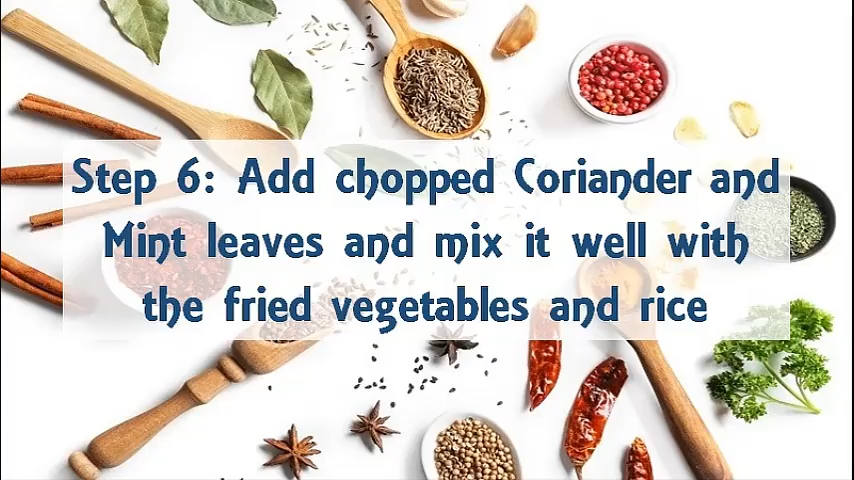 Step 6: Add chopped Coriander and
Mint leaves and mix it well with
the fried vegetables and rice